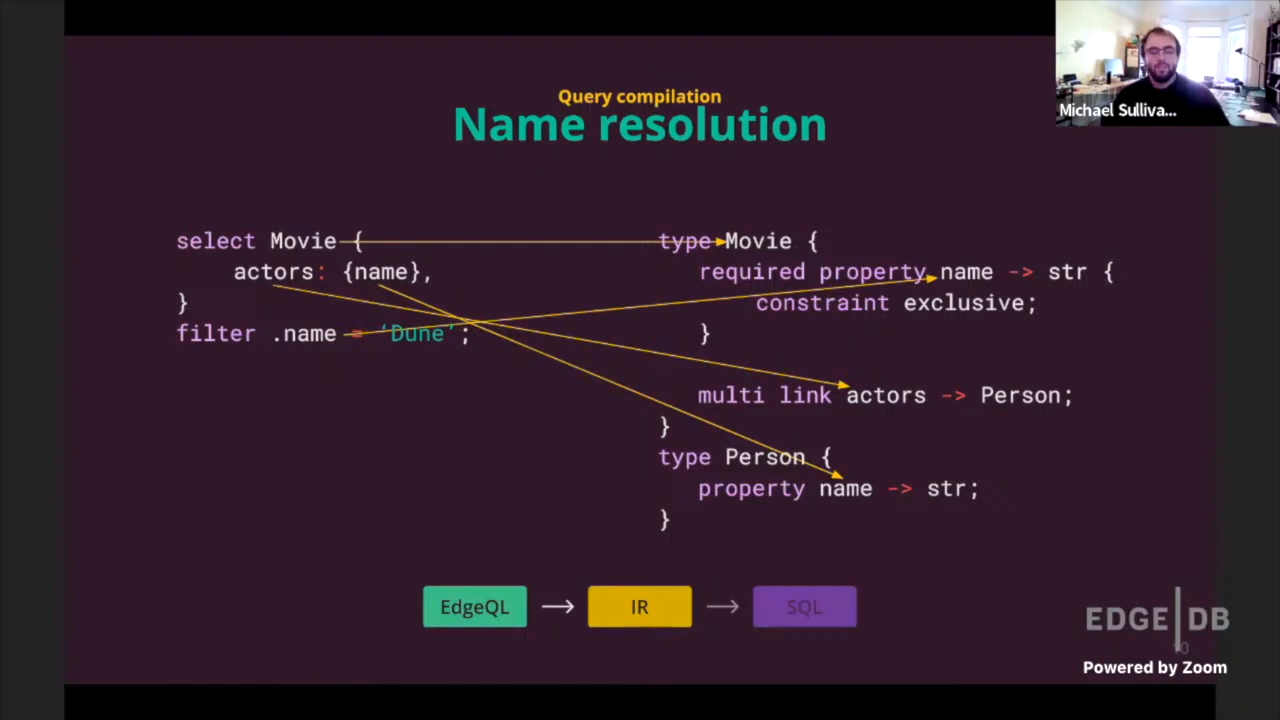 Michael Sulliva...
Query compilation
Name resolution
select Movie {
actors: {name},
}
filter .name = ‘Dune’;
type Movie {
required property name -> str {
constraint exclusive;
}
multi link actors -> Person;
}
type Person {
property name -> str;
}
EdgeQL → IR → SQL
EDGE|DB
10
Powered by Zoom